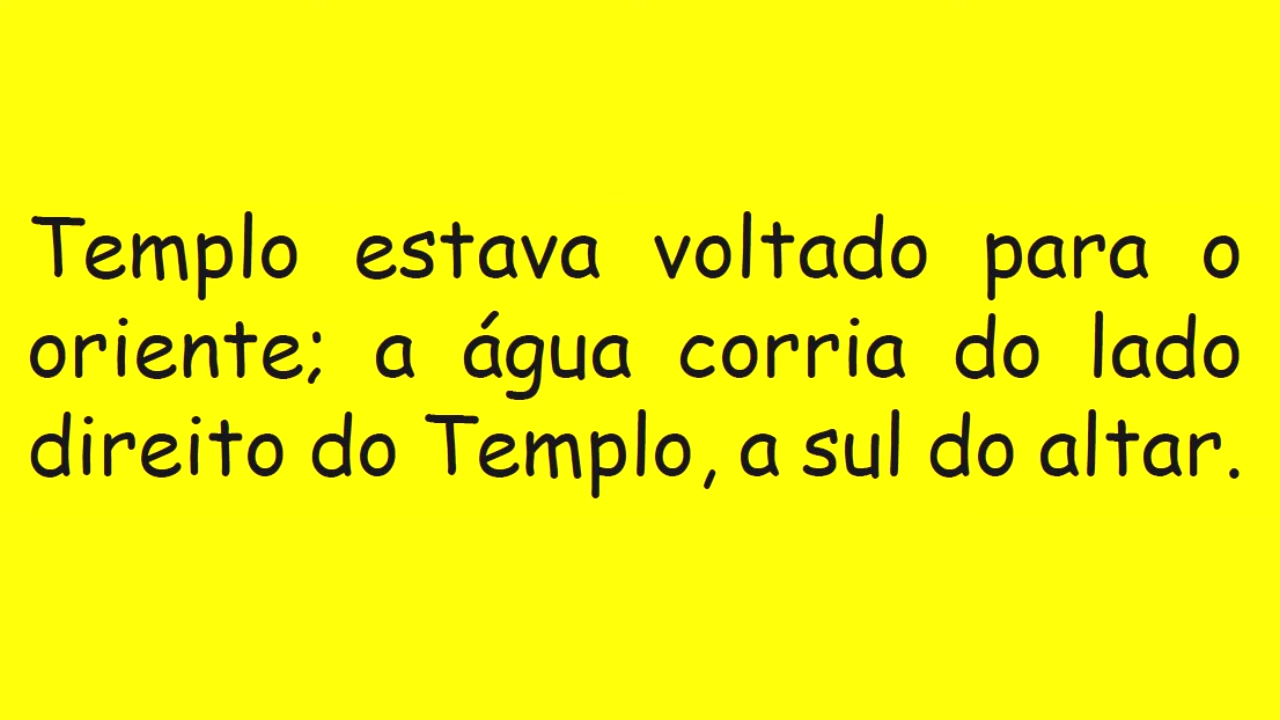 Templo estava voltado para o
oriente; a água corria do lado
direito do Templo, a sul do altar.